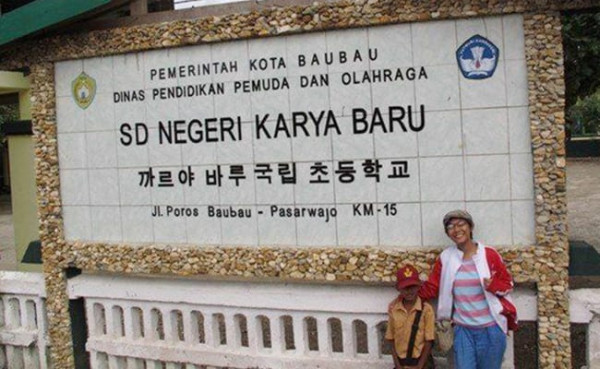 PEMERINTAH KOTA BAUBAU
DINAS PENDIDIKAN PEMUDA DAN OLAHRAGA
SD NEGERI KARYA BARU
까르야 바루 국립 초등학교
Jl. Poros Baubau - Pasarwajo KM-15